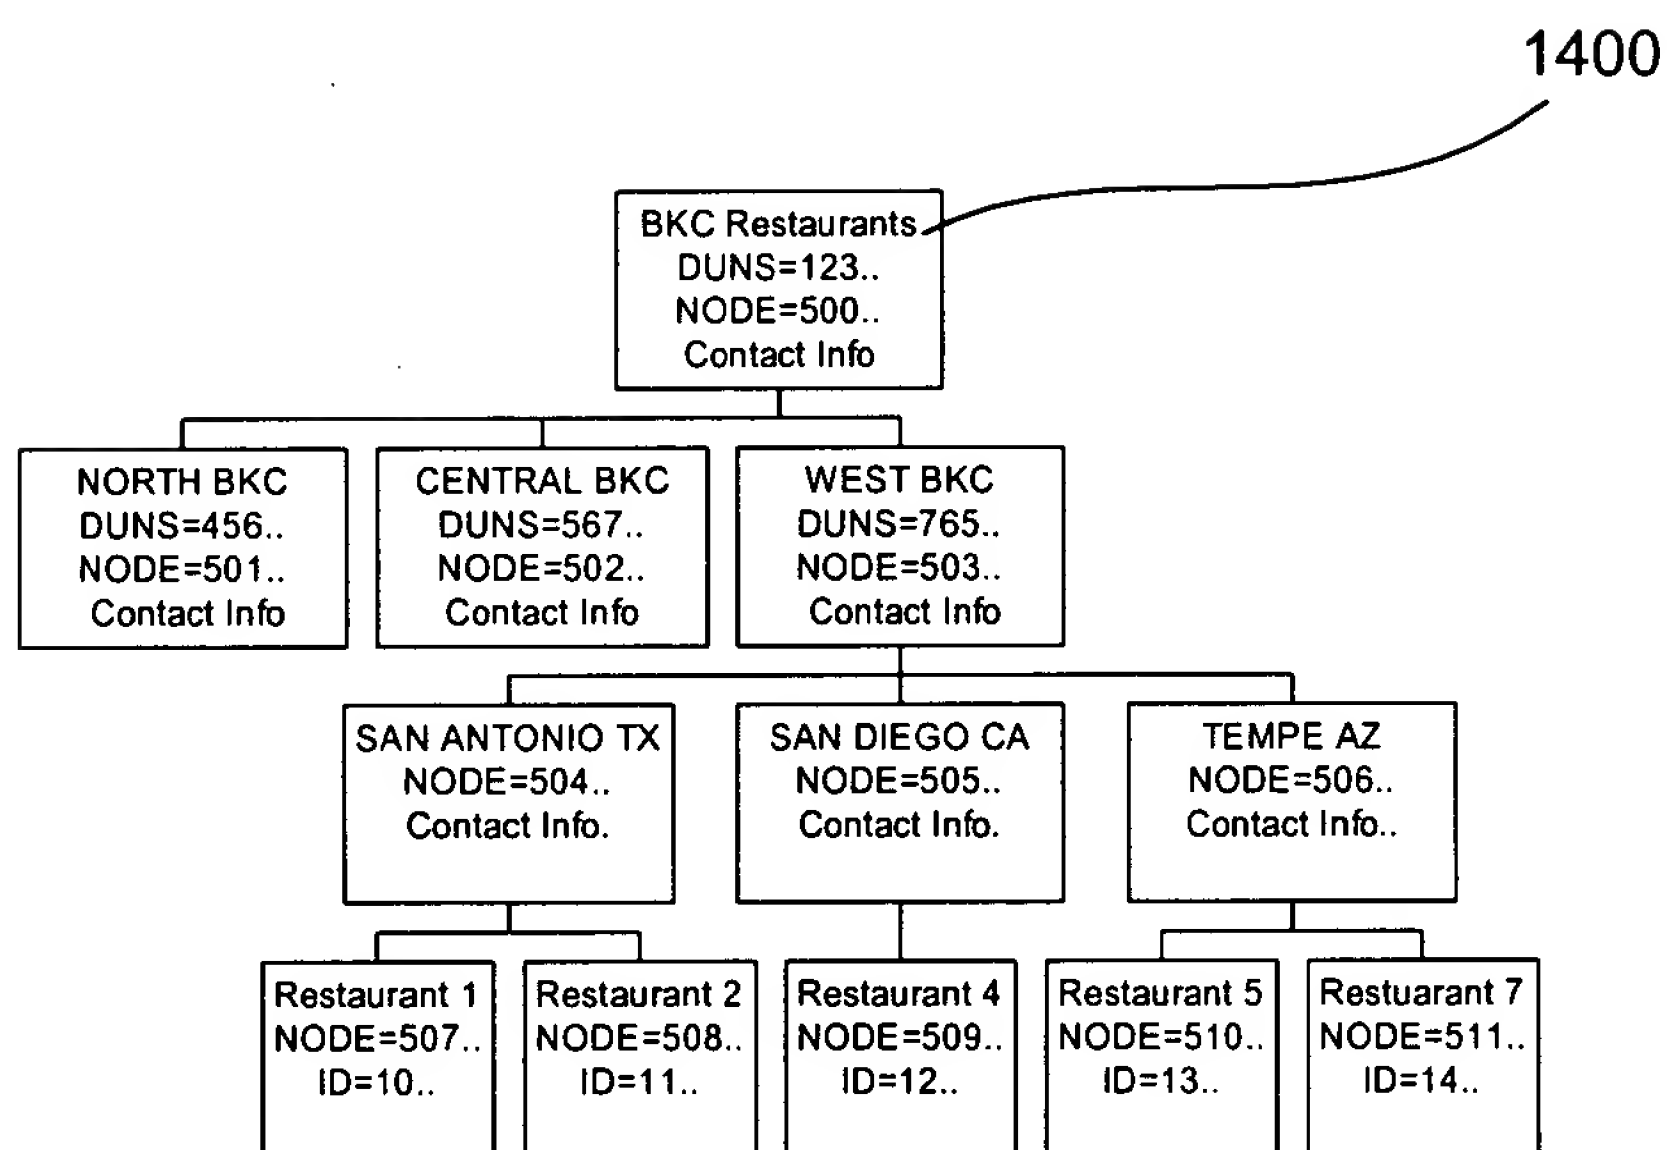 1400
BKC Restaurants
DUNS=123..
NODE=500..
Contact Info
NORTH BKC
DUNS=456..
NODE=501..
Contact Info
CENTRAL BKC
DUNS=567..
NODE=502..
Contact Info
WEST BKC
DUNS=765..
NODE=503..
Contact Info
SAN ANTONIO TX
NODE=504..
Contact Info.
SAN DIEGO CA
NODE=505..
Contact Info.
TEMPE AZ
NODE=506..
Contact Info..
Restaurant 1
NODE=507..
ID=10..
Restaurant 2
NODE=508..
ID=11..
Restaurant 4
NODE=509..
ID=12..
Restaurant 5
NODE=510..
ID=13..
Restuarant 7
NODE=511..
ID=14..